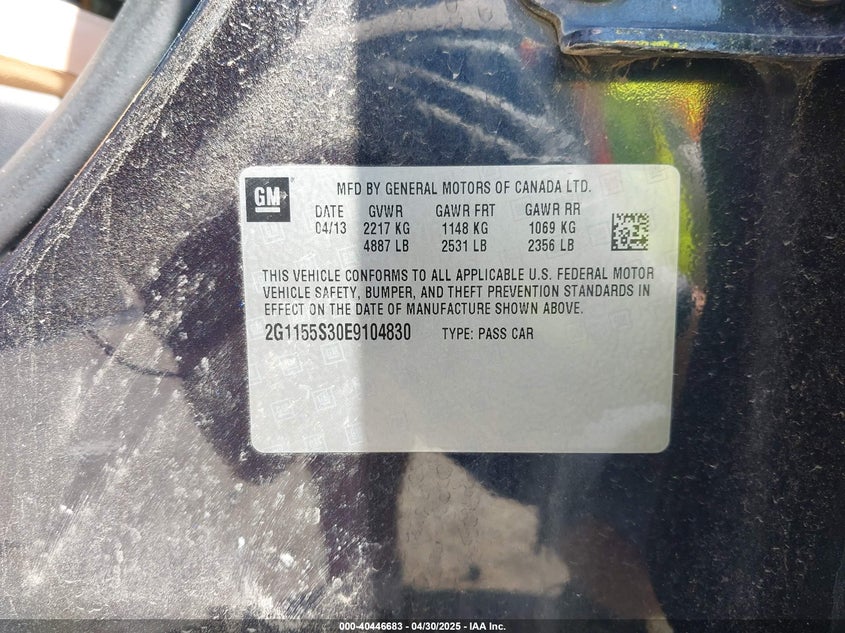 GM
MFD BY GENERAL MOTORS OF CANADA LTD.
DATE GVWR GAWR FRT GAWR RR
04/13 2217 KG 1148 KG 1069 KG
4887 LB 2531 LB 2356 LB
THIS VEHICLE CONFORMS TO ALL APPLICABLE U.S. FEDERAL MOTOR
VEHICLE SAFETY, BUMPER, AND THEFT PREVENTION STANDARDS IN
EFFECT ON THE DATE OF MANUFACTURE SHOWN ABOVE.
2G1155S30E9104830 TYPE: PASS CAR
000-40446683 - 04/30/2025 - IAA Inc.